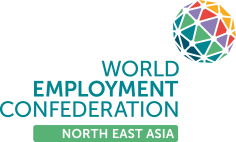 WORLD
EMPLOYMENT
CONFEDERATION
NORTH EAST ASIA